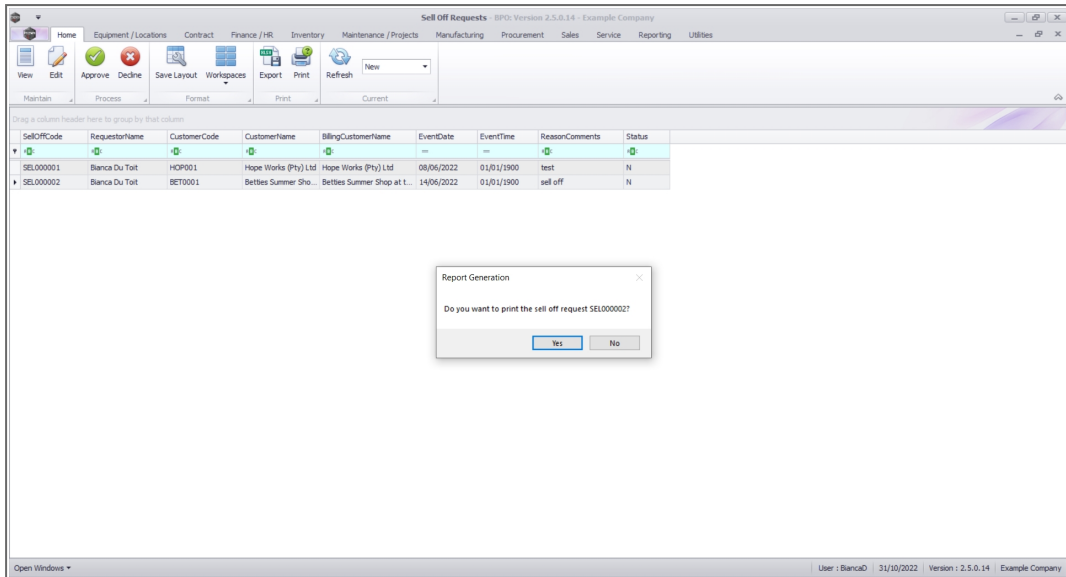 Sell Off Requests - BPO: Version 2.5.0.14 - Example Company
Home Equipment / Locations Contract Finance / HR Inventory Maintenance / Projects Manufacturing Procurement Sales Service Reporting Utilities
View Edit Approve Decline Save Layout Workspaces Export Print Refresh New
Maintain Process Format Print Current
Drag a column header here to group by that column
SellOffCode RequestorName CustomerCode CustomerName BillingCustomerName EventDate EventTime ReasonComments Status
SEL000001 Bianca Du Toit HOP001 Hope Works (Pty) Ltd Hope Works (Pty) Ltd 08/06/2022 01/01/1900 test N
SEL000002 Bianca Du Toit BET0001 Betties Summer Sho... Betties Summer Shop at t... 14/06/2022 01/01/1900 sell off N
Report Generation
Do you want to print the sell off request SEL000002?
Yes No
Open Windows User : BiancaD 31/10/2022 Version : 2.5.0.14 Example Company